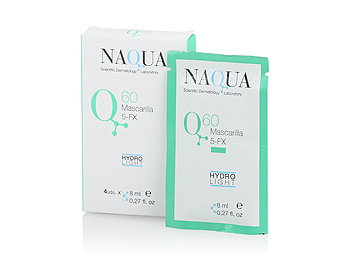 NAQUA
Scientific Dermatology Laboratory
Q60
Mascarilla
5-FX
HYDRO
LIGHT
4uds. x 8 ml e
0,27 fl. oz
NAQUA
Scientific Dermatology Laboratory
Q60
Mascarilla
5-FX
HYDRO
LIGHT
8 ml e
0,27 fl. oz